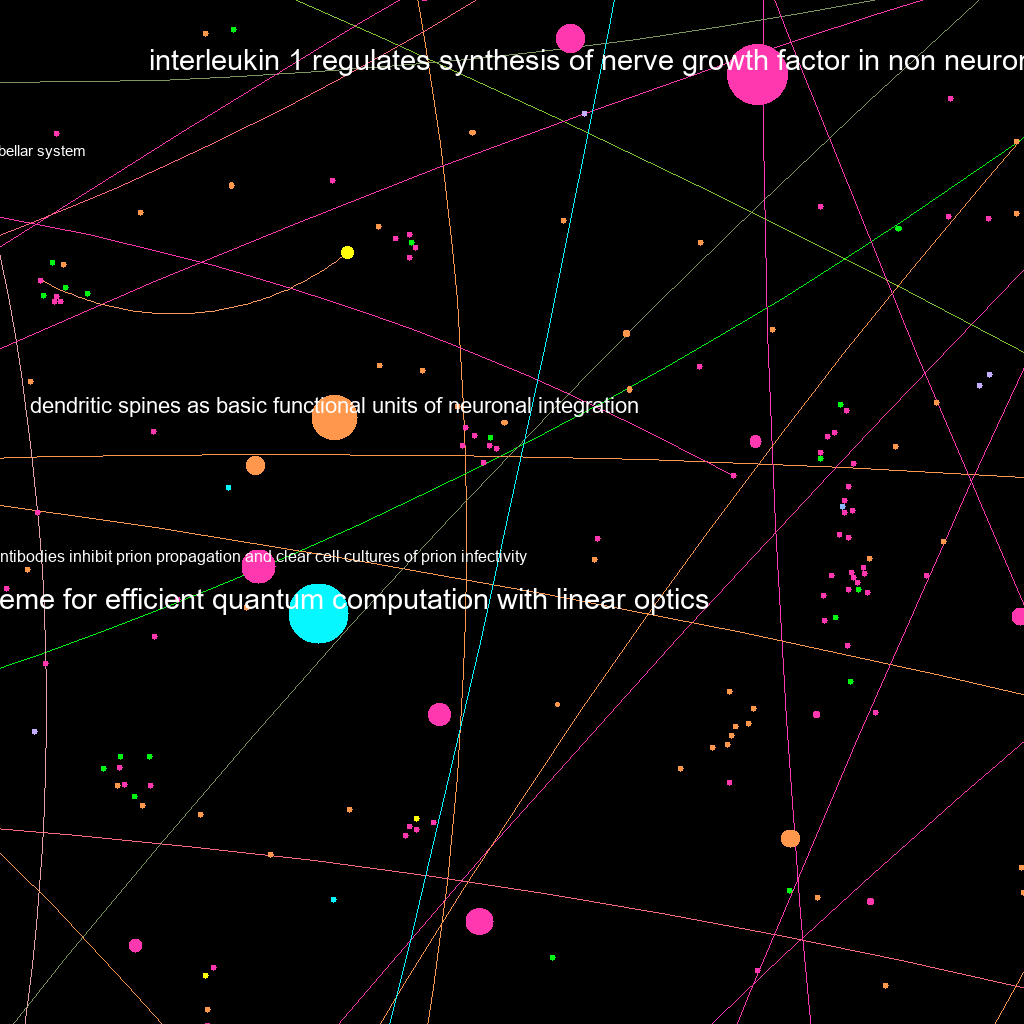 interleukin 1 regulates synthesis of nerve growth factor in non neuron
bellar system
dendritic spines as basic functional units of neuronal integration
ntibodies inhibit prion propagation and clear cell cultures of prion infectivity
eme for efficient quantum computation with linear optics